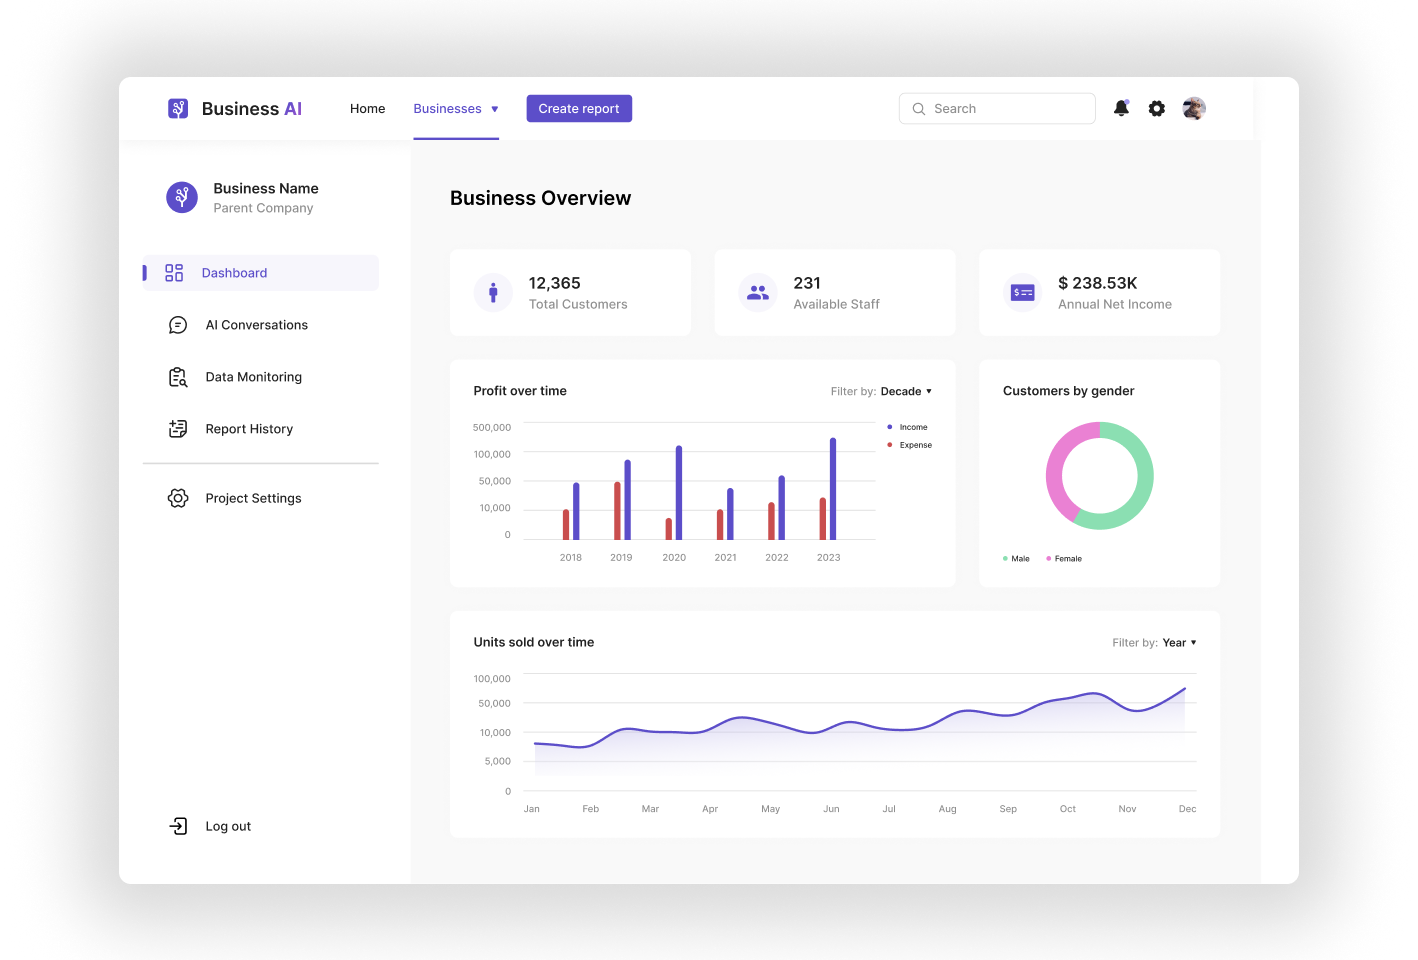 Business AI
Home
Businesses
Create report
Search
Business Name
Parent Company
Dashboard
AI Conversations
Data Monitoring
Report History
Project Settings
Log out
Business Overview
12,365
Total Customers
231
Available Staff
$ 238.53K
Annual Net Income
Profit over time
Filter by: Decade
500,000
100,000
50,000
10,000
0
2018 2019 2020 2021 2022 2023
Income
Expense
Customers by gender
Male Female
Units sold over time
Filter by: Year
100,000
50,000
10,000
5,000
0
Jan Feb Mar Apr May Jun Jul Aug Sep Oct Nov Dec